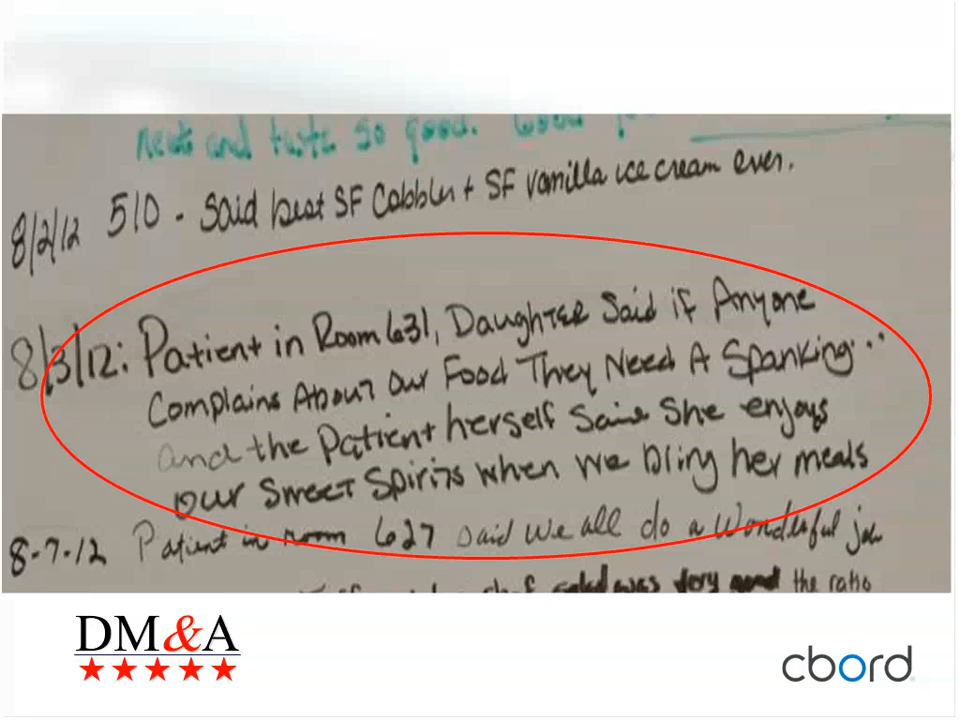 Neat and taste so good. Good
8/2/12 510 - Said best SF Cobbler + SF vanilla ice cream ever.
8/3/12: Patient in Room 631, Daughter Said if Anyone
Complains About Our Food They Need A Spanking..
and the Patient herself Said She enjoys
our Sweet Spirits when we bring her meals
8-7-12 Patient in room 627 said we all do a Wonderful job
salad was very good the ratio
DM&A
cbord